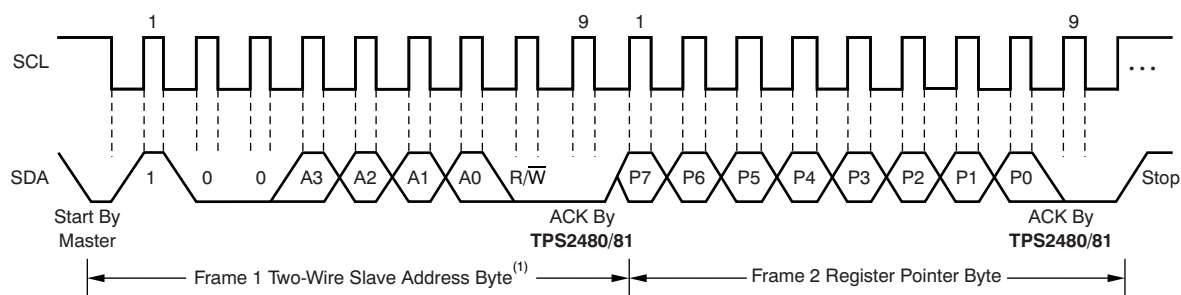 1 9 1 9
SCL
...
SDA
1 0 0 A3 A2 A1 A0 R/W̅ P7 P6 P5 P4 P3 P2 P1 P0 Stop
Start By
Master
ACK By
TPS2480/81
ACK By
TPS2480/81
Frame 1 Two-Wire Slave Address Byte(1)
Frame 2 Register Pointer Byte